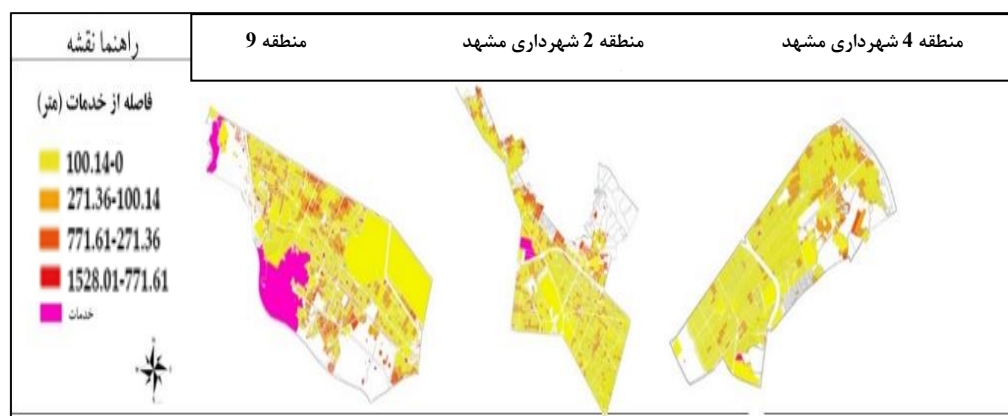 راهنما نقشه
منطقه 9
منطقه 2 شهرداری مشهد
منطقه 4 شهرداری مشهد
فاصله از خدمات (متر)
100.14-0
271.36-100.14
771.61-271.36
1528.01-771.61
خدمات